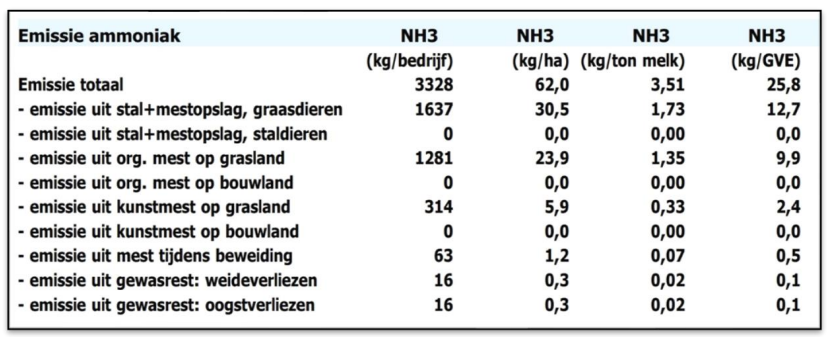 Emissie ammoniak NH3 NH3 NH3 NH3
(kg/bedrijf) (kg/ha) (kg/ton melk) (kg/GVE)
Emissie totaal 3328 62,0 3,51 25,8
- emissie uit stal+mestopslag, graasdieren 1637 30,5 1,73 12,7
- emissie uit stal+mestopslag, staldieren 0 0,0 0,00 0,0
- emissie uit org. mest op grasland 1281 23,9 1,35 9,9
- emissie uit org. mest op bouwland 0 0,0 0,00 0,0
- emissie uit kunstmest op grasland 314 5,9 0,33 2,4
- emissie uit kunstmest op bouwland 0 0,0 0,00 0,0
- emissie uit mest tijdens beweiding 63 1,2 0,07 0,5
- emissie uit gewasrest: weideverliezen 16 0,3 0,02 0,1
- emissie uit gewasrest: oogstverliezen 16 0,3 0,02 0,1